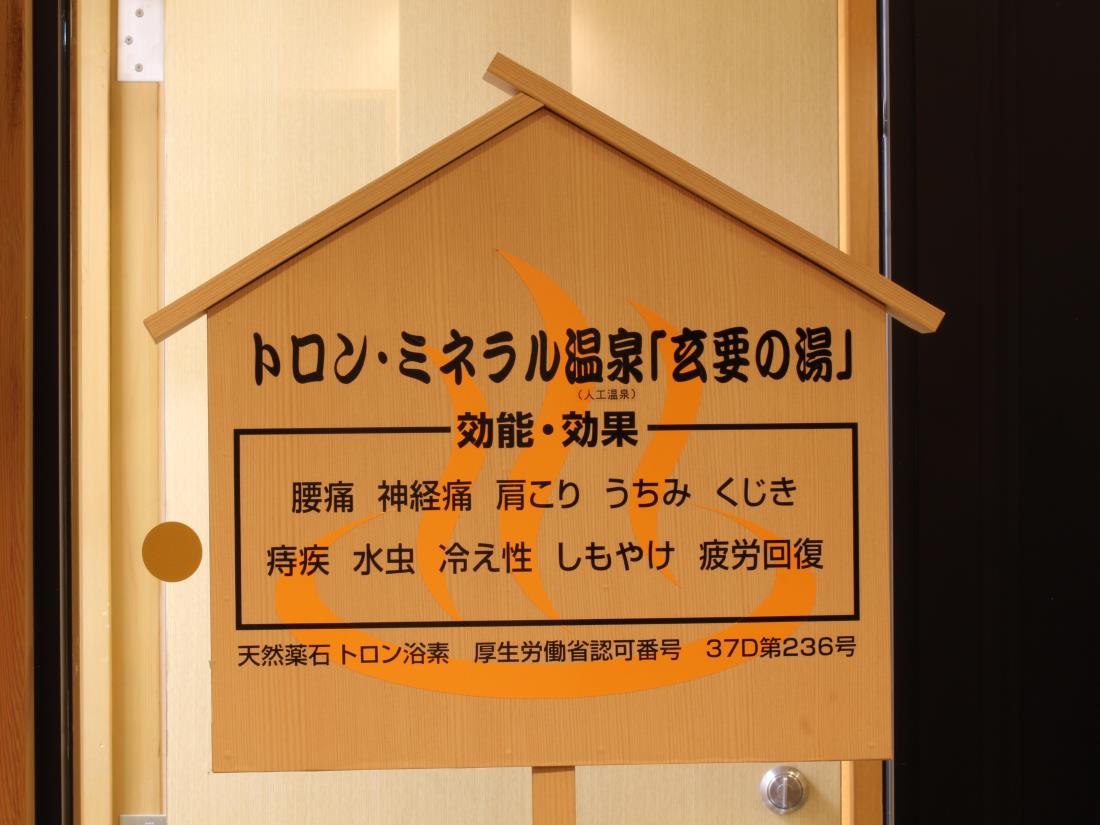 トロン・ミネラル温泉「玄要の湯」
（人工温泉）
効能・効果
腰痛 神経痛 肩こり うちみ くじき
痔疾 水虫 冷え性 しもやけ 疲労回復
天然薬石 トロン浴素 厚生労働省認可番号 37D第236号